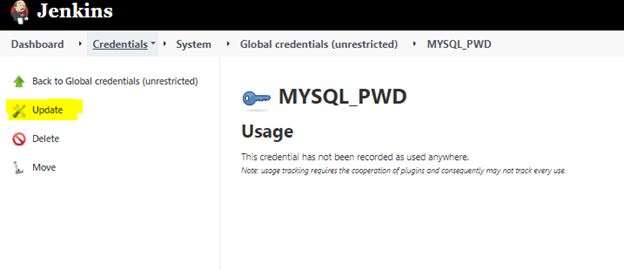 Jenkins
Dashboard Credentials System Global credentials (unrestricted) MYSQL_PWD
Back to Global credentials (unrestricted)
Update
Delete
Move
MYSQL_PWD
Usage
This credential has not been recorded as used anywhere.
Note: usage tracking requires the cooperation of plugins and consequently may not track every use.